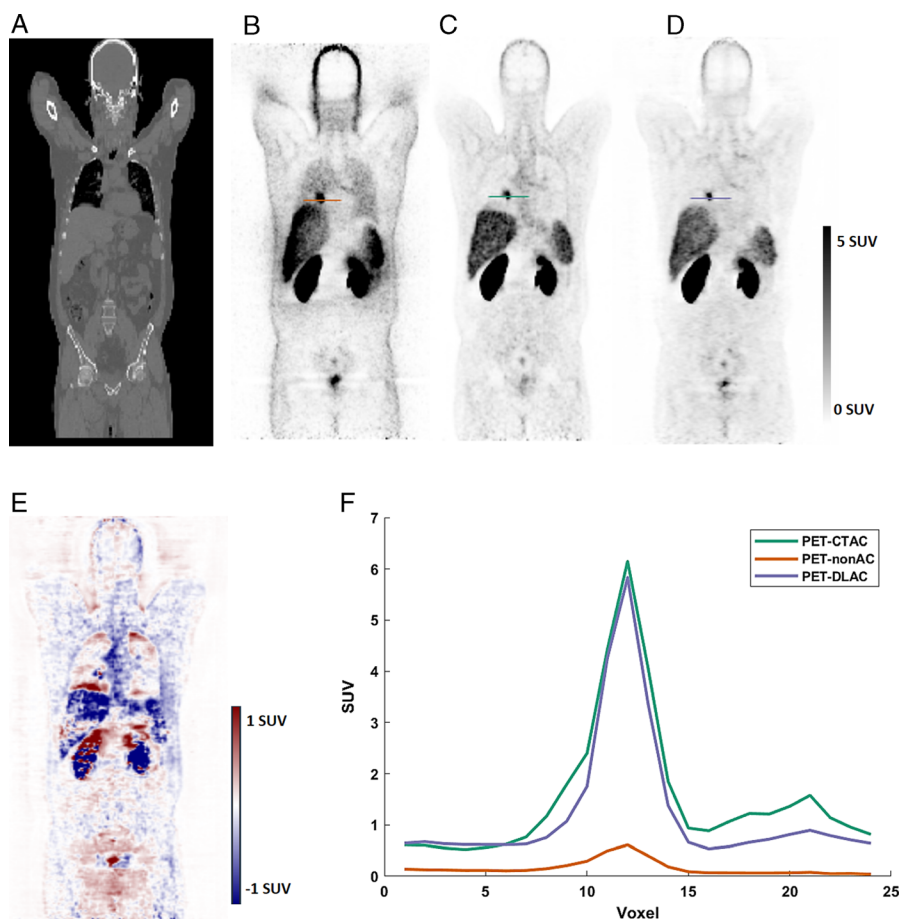 A
B
C
D
5 SUV
0 SUV
E
1 SUV
-1 SUV
F
SUV
7
6
5
4
3
2
1
0
0 5 10 15 20 25
Voxel
PET-CTAC
PET-nonAC
PET-DLAC